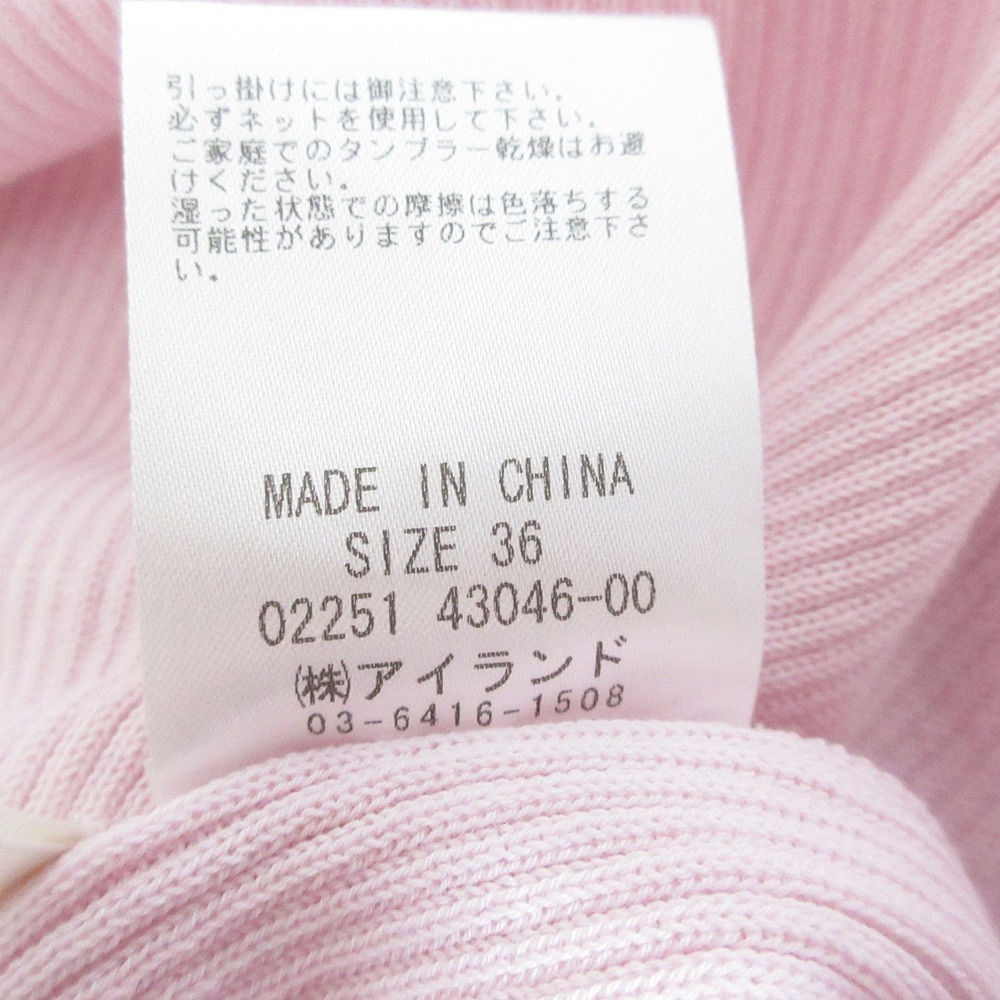 引っ掛けには御注意下さい。
必ずネットを使用して下さい。
ご家庭でのタンブラー乾燥はお避
けください。
湿った状態での摩擦は色落ちする
可能性がありますのでご注意下さ
い。
MADE IN CHINA
SIZE 36
02251 43046-00
㈱アイランド
03-6416-1508